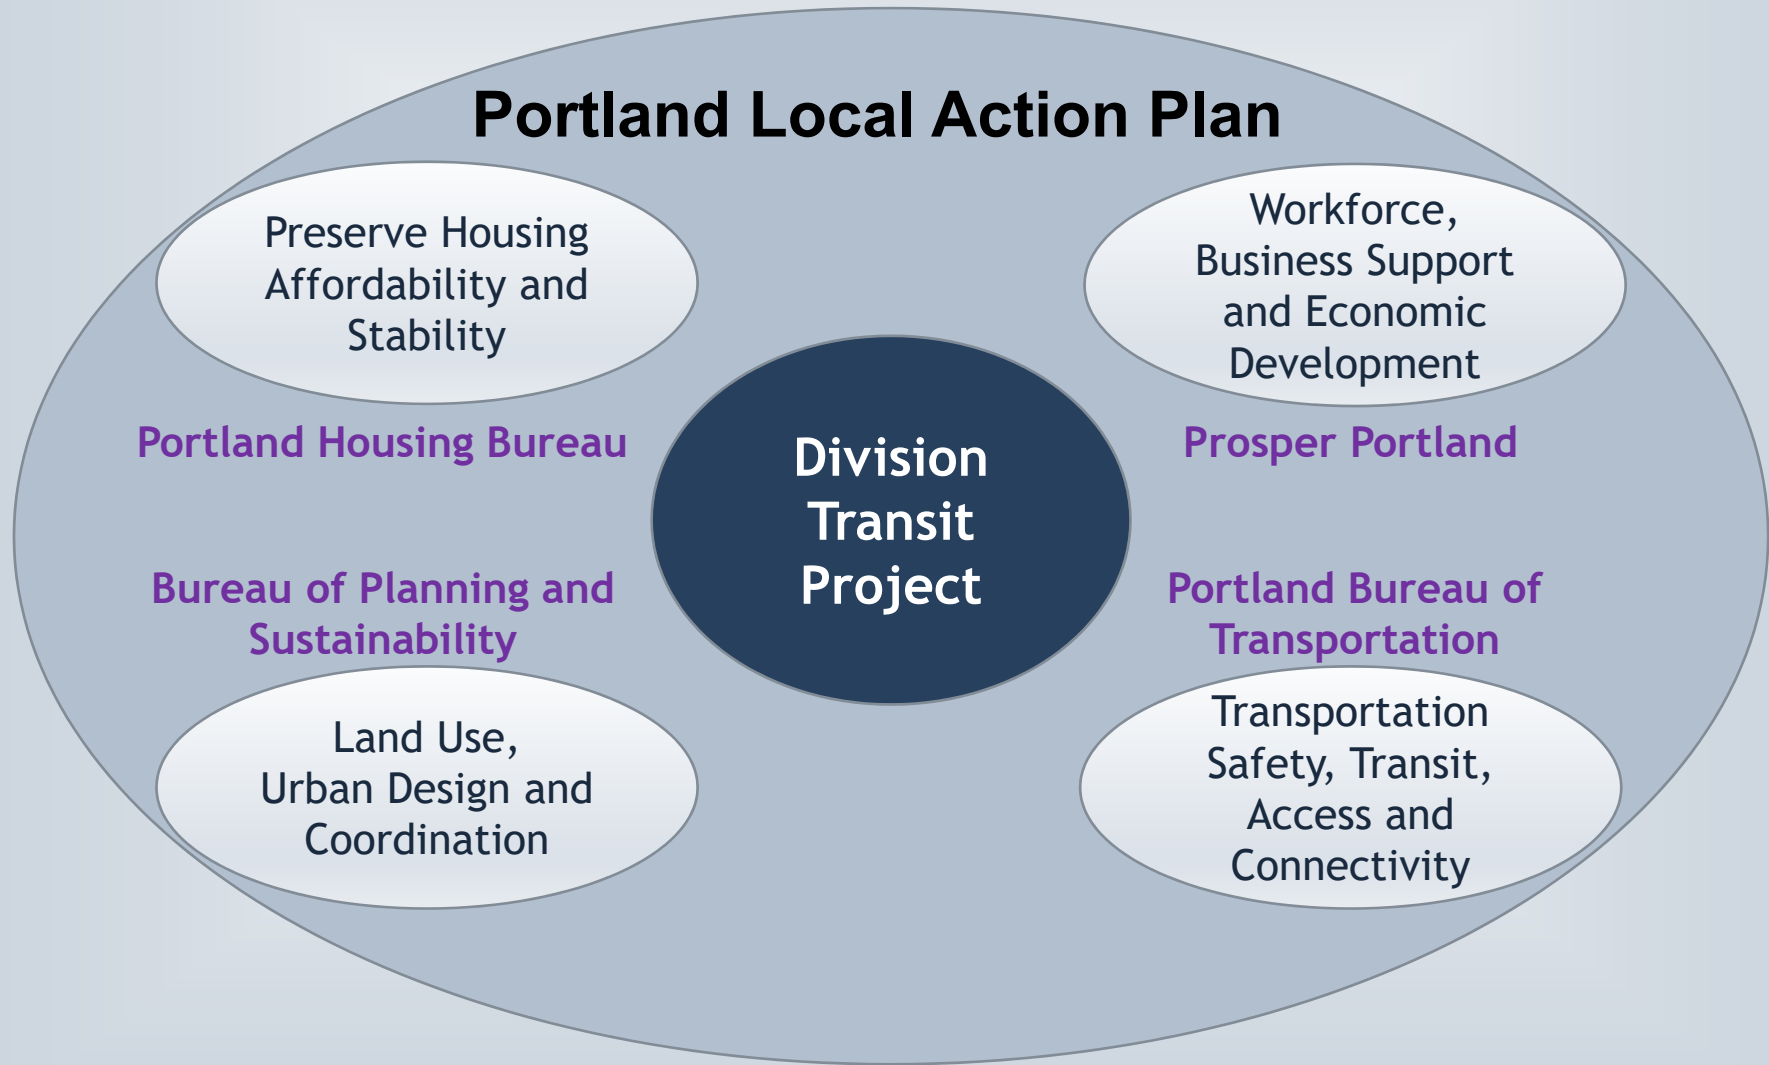 Portland Local Action Plan
Preserve Housing
Affordability and
Stability
Portland Housing Bureau
Workforce,
Business Support
and Economic
Development
Prosper Portland
Division
Transit
Project
Bureau of Planning and
Sustainability
Land Use,
Urban Design and
Coordination
Portland Bureau of
Transportation
Transportation
Safety, Transit,
Access and
Connectivity